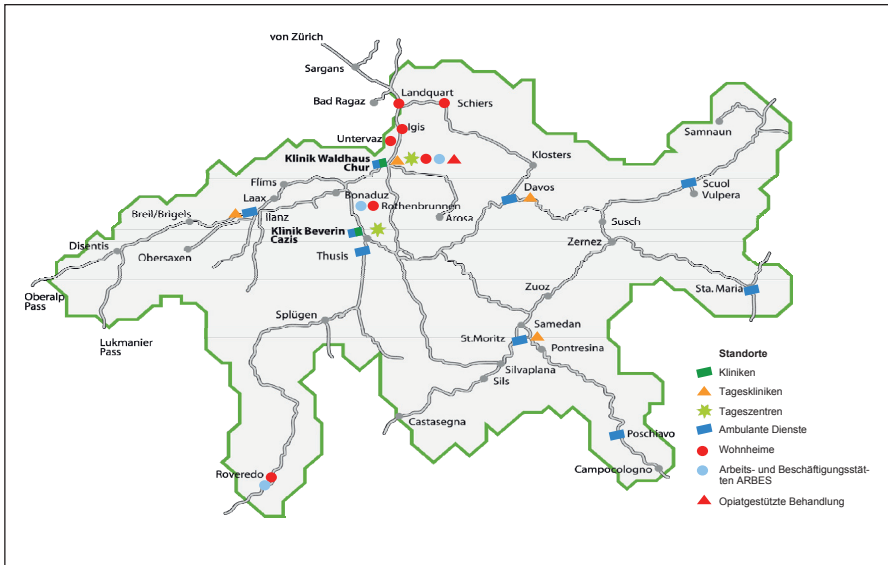 von Zürich
Sargans
Bad Ragaz
Landquart
Schiers
Igis
Untervaz
Klinik Waldhaus
Chur
Samnaun
Klosters
Scuol
Vulpera
Flims
Laax
Breil/Brigels
Ilanz
Bonaduz
Rothenbrunnen
Arosa
Davos
Susch
Zernez
Disentis
Obersaxen
Klinik Beverin
Cazis
Thusis
Oberalp
Pass
Lukmanier
Pass
Zuoz
Sta. Maria
Splügen
Samedan
St.Moritz
Pontresina
Silvaplana
Sils
Castasegna
Poschiavo
Campocologno
Roveredo
Standorte
Kliniken
Tageskliniken
Tageszentren
Ambulante Dienste
Wohnheime
Arbeits- und Beschäftigungsstät-
ten ARBES
Opiatgestützte Behandlung